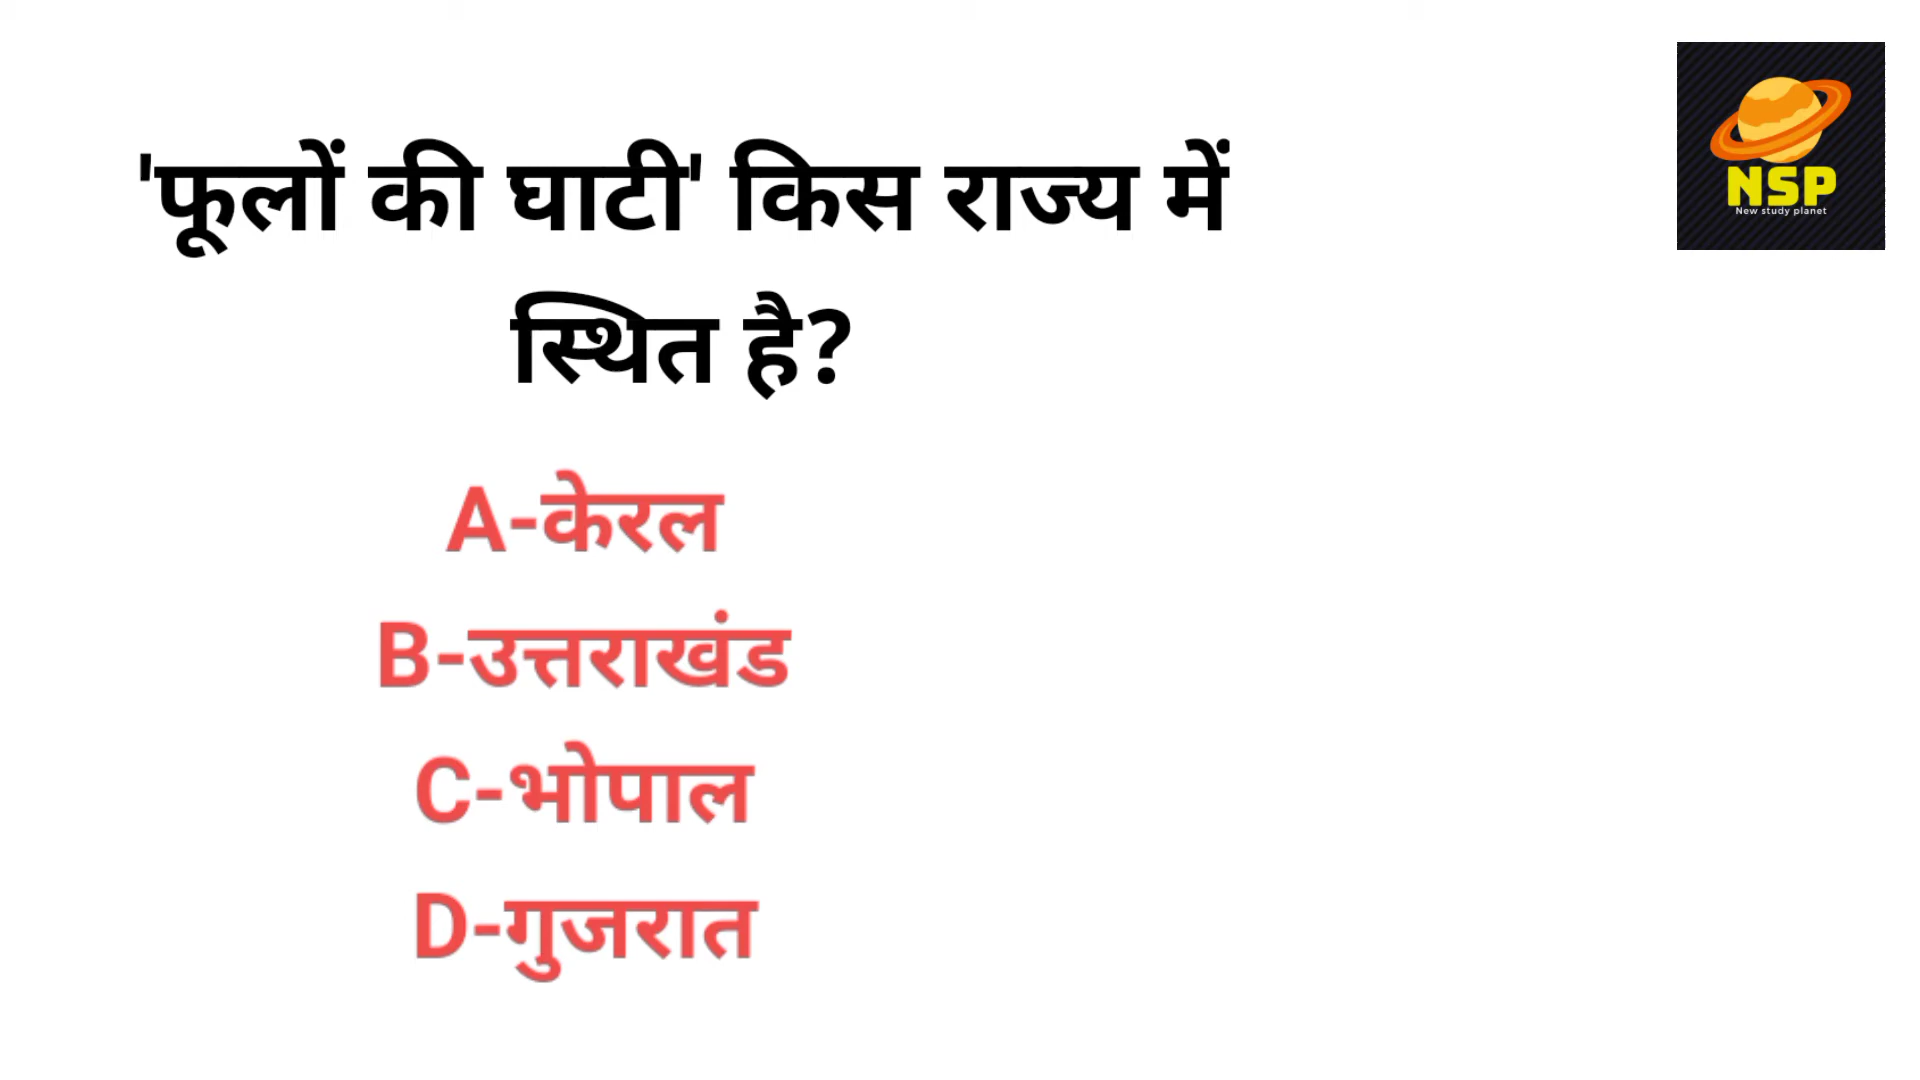 'फूलों की घाटी' किस राज्य में
स्थित है?
A-केरल
B-उत्तराखंड
C-भोपाल
D-गुजरात
NSP
New study planet